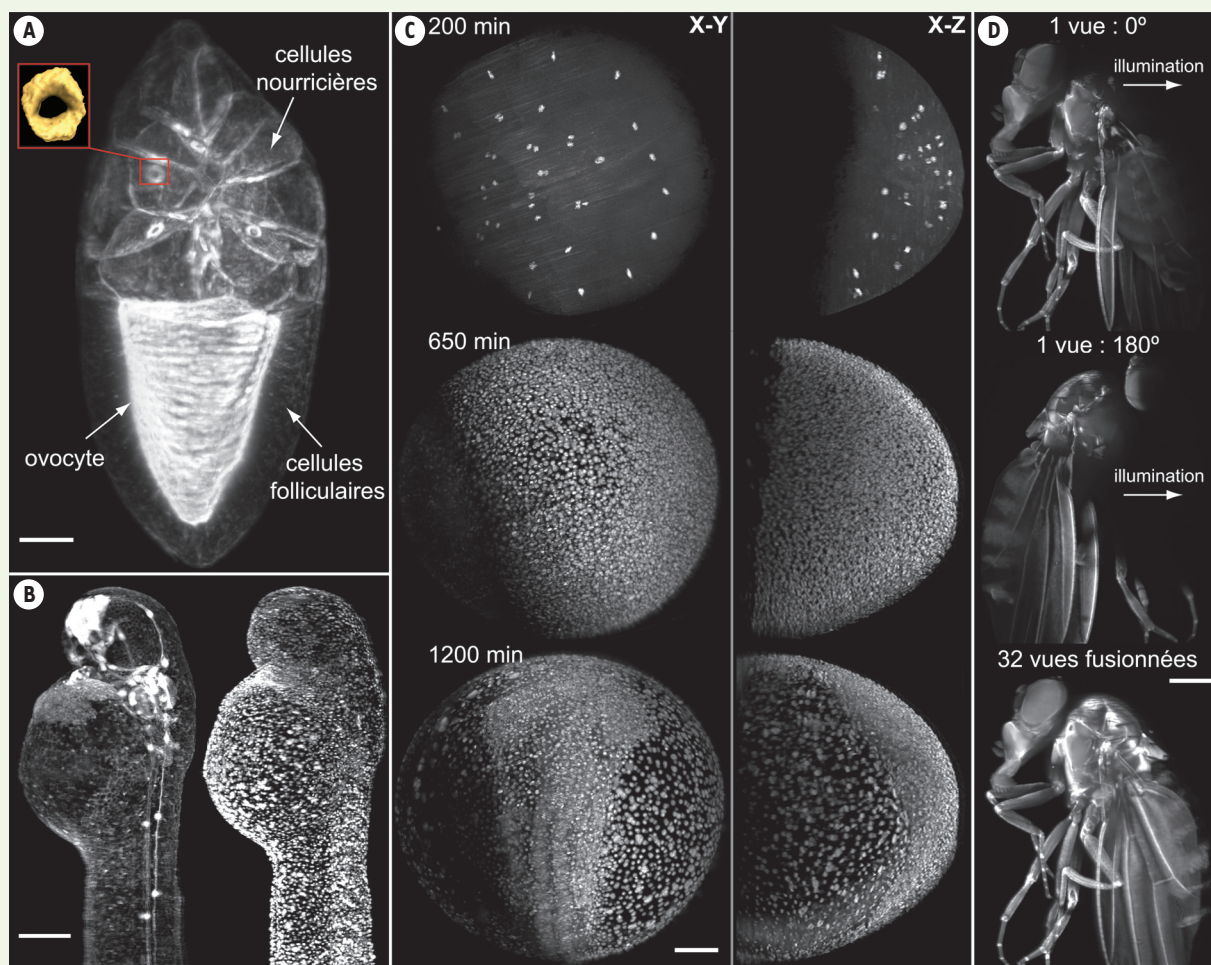 A
cellules
nourricières
ovocyte
cellules
folliculaires
B
C
200 min
X-Y
X-Z
650 min
1200 min
D
1 vue : 0º
illumination
1 vue : 180º
illumination
32 vues fusionnées